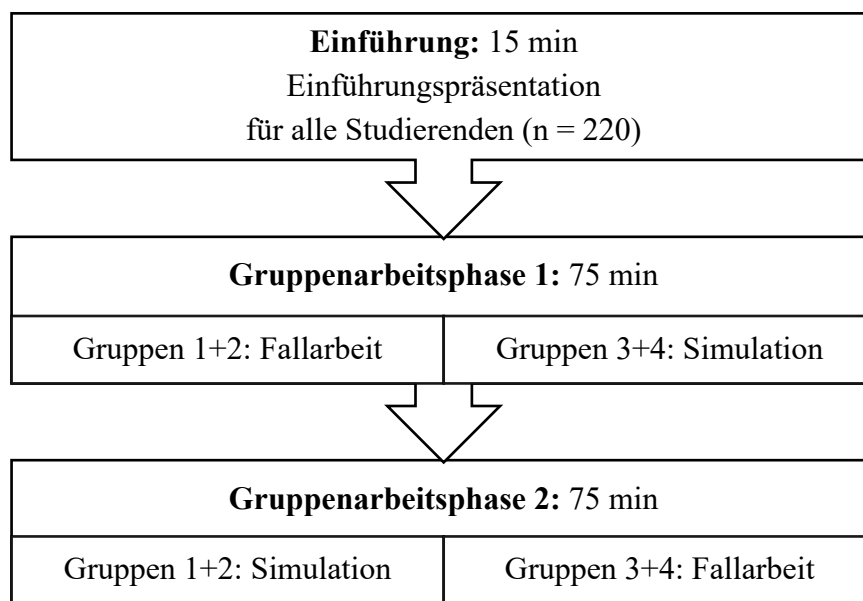 Einführung: 15 min
Einführungspräsentation
für alle Studierenden (n = 220)
Gruppenarbeitsphase 1: 75 min
Gruppen 1+2: Fallarbeit
Gruppen 3+4: Simulation
Gruppenarbeitsphase 2: 75 min
Gruppen 1+2: Simulation
Gruppen 3+4: Fallarbeit